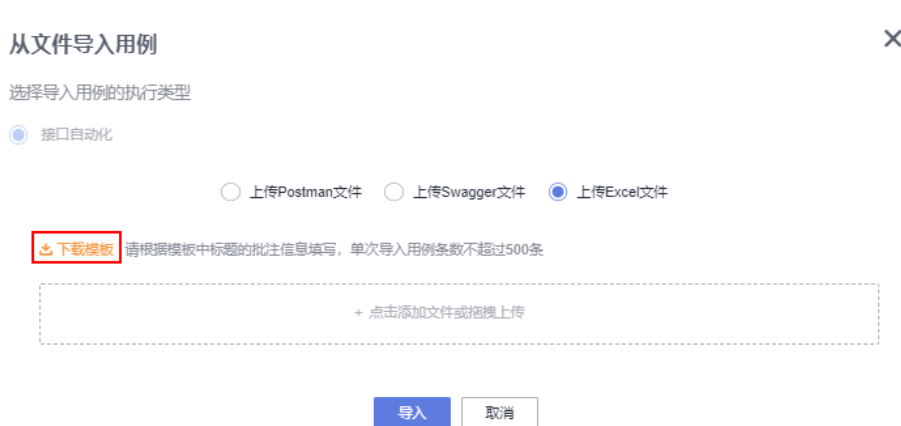 从文件导入用例
选择导入用例的执行类型
接口自动化
上传Postman文件 上传Swagger文件 上传Excel文件
下载模板 请根据模板中标题的批注信息填写，单次导入用例条数不超过500条
+ 点击添加文件或拖拽上传
导入 取消